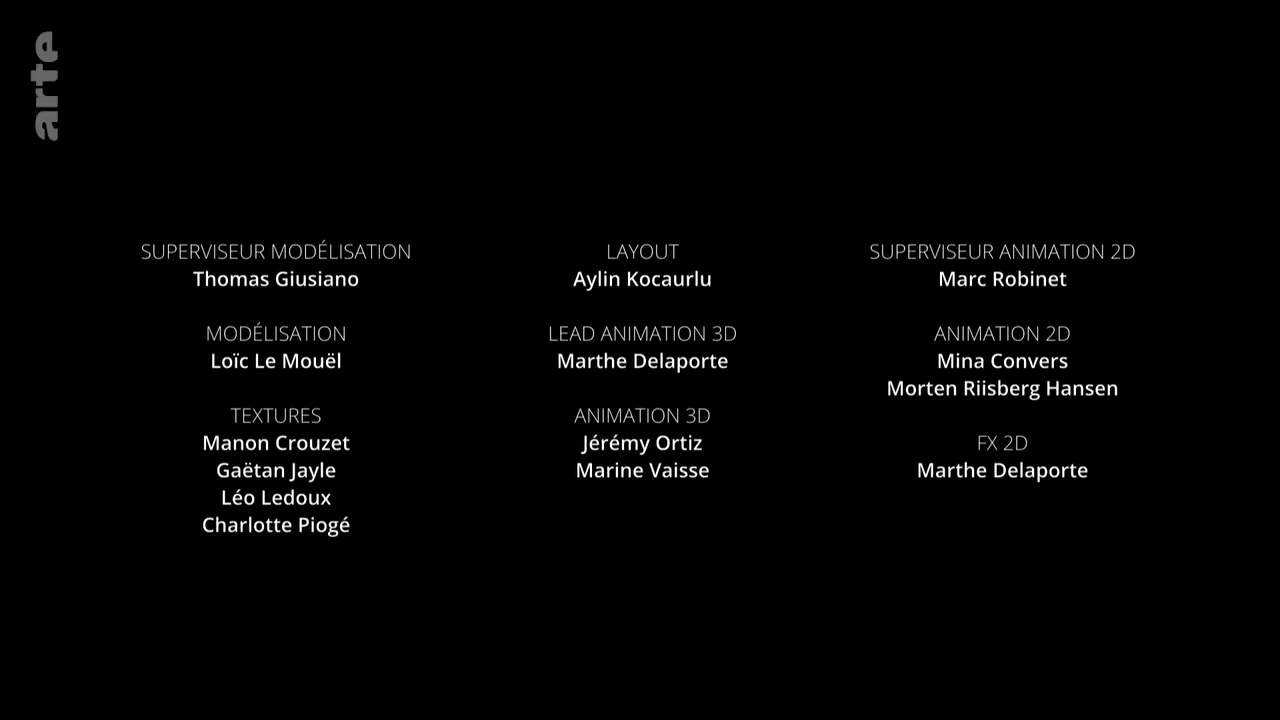 arte
SUPERVISEUR MODÉLISATION
Thomas Giusiano
MODÉLISATION
Loïc Le Mouël
TEXTURES
Manon Crouzet
Gaëtan Jayle
Léo Ledoux
Charlotte Piogé
LAYOUT
Aylin Kocaurlu
LEAD ANIMATION 3D
Marthe Delaporte
ANIMATION 3D
Jérémy Ortiz
Marine Vaisse
SUPERVISEUR ANIMATION 2D
Marc Robinet
ANIMATION 2D
Mina Convers
Morten Riisberg Hansen
FX 2D
Marthe Delaporte